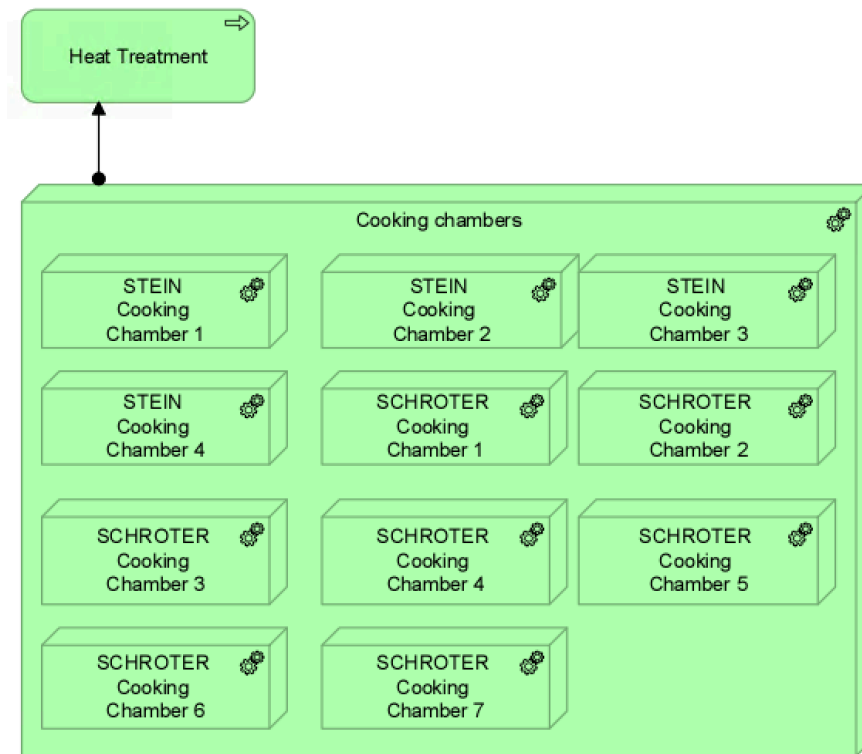 Heat Treatment
Cooking chambers
STEIN
Cooking
Chamber 1
STEIN
Cooking
Chamber 2
STEIN
Cooking
Chamber 3
STEIN
Cooking
Chamber 4
SCHROTER
Cooking
Chamber 1
SCHROTER
Cooking
Chamber 2
SCHROTER
Cooking
Chamber 3
SCHROTER
Cooking
Chamber 4
SCHROTER
Cooking
Chamber 5
SCHROTER
Cooking
Chamber 6
SCHROTER
Cooking
Chamber 7